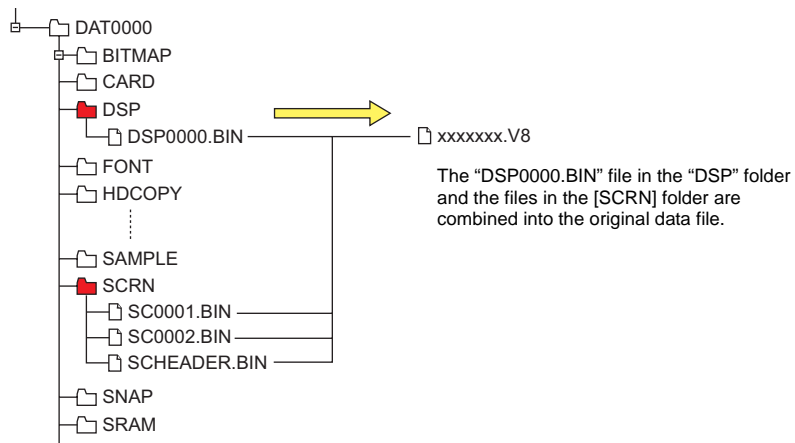 DAT0000
BITMAP
CARD
DSP
DSP0000.BIN
xxxxxxx.V8
The “DSP0000.BIN” file in the “DSP” folder
and the files in the [SCRN] folder are
combined into the original data file.
FONT
HDCOPY
SAMPLE
SCRN
SC0001.BIN
SC0002.BIN
SCHEADER.BIN
SNAP
SRAM